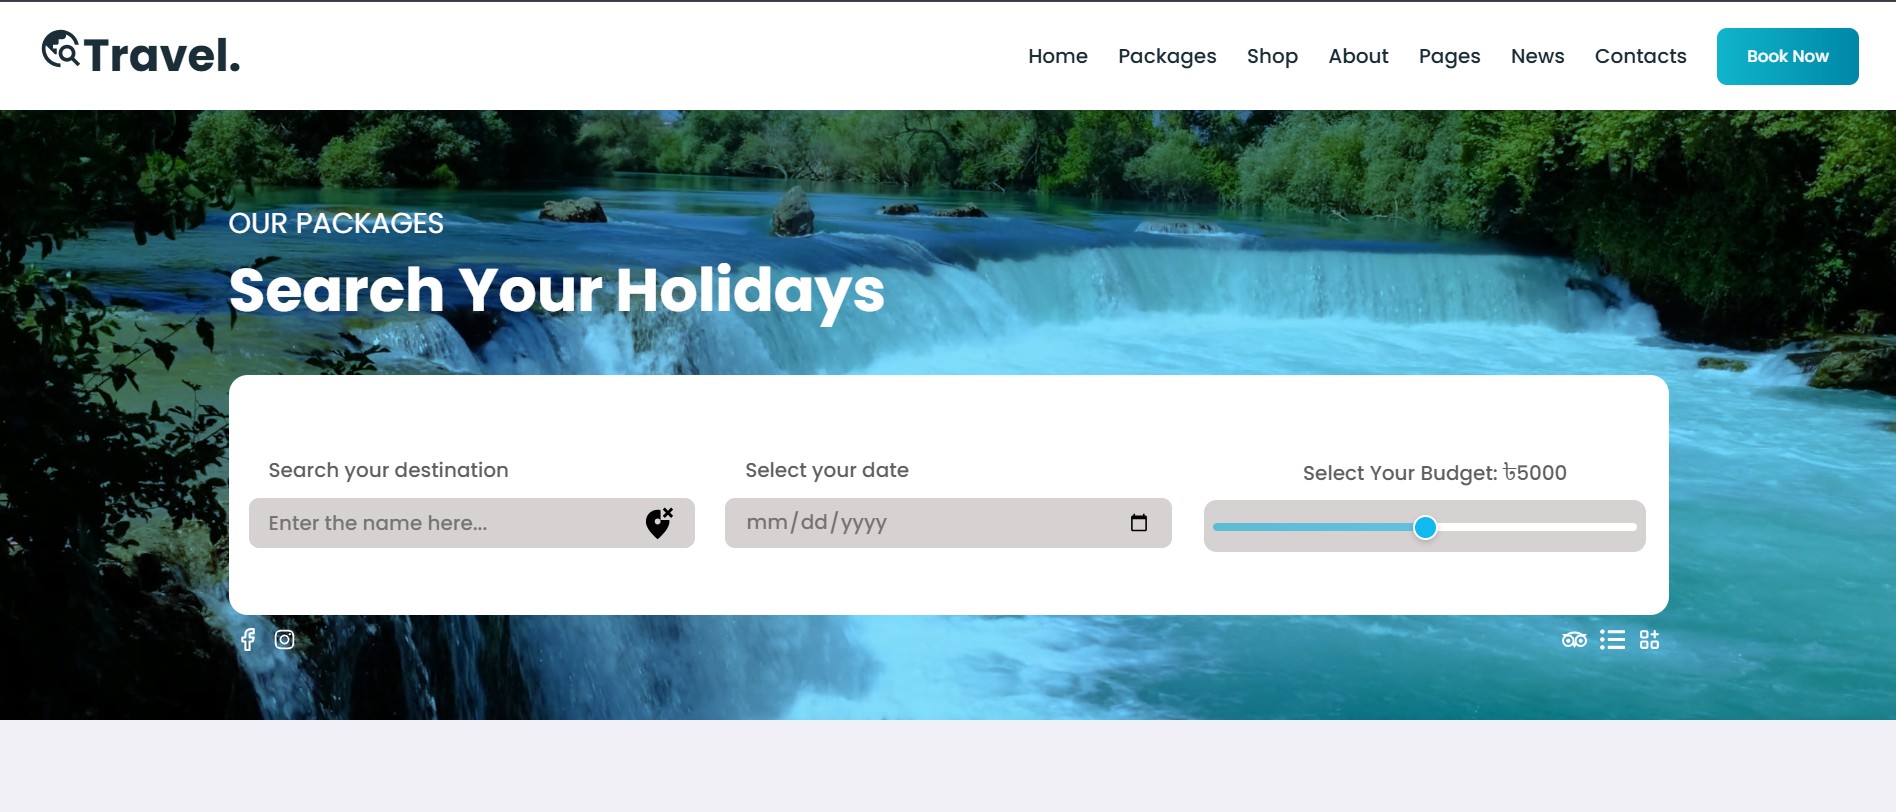 Travel.
Home Packages Shop About Pages News Contacts Book Now
OUR PACKAGES
Search Your Holidays
Search your destination
Enter the name here...
Select your date
mm/dd/yyyy
Select Your Budget: ৳5000